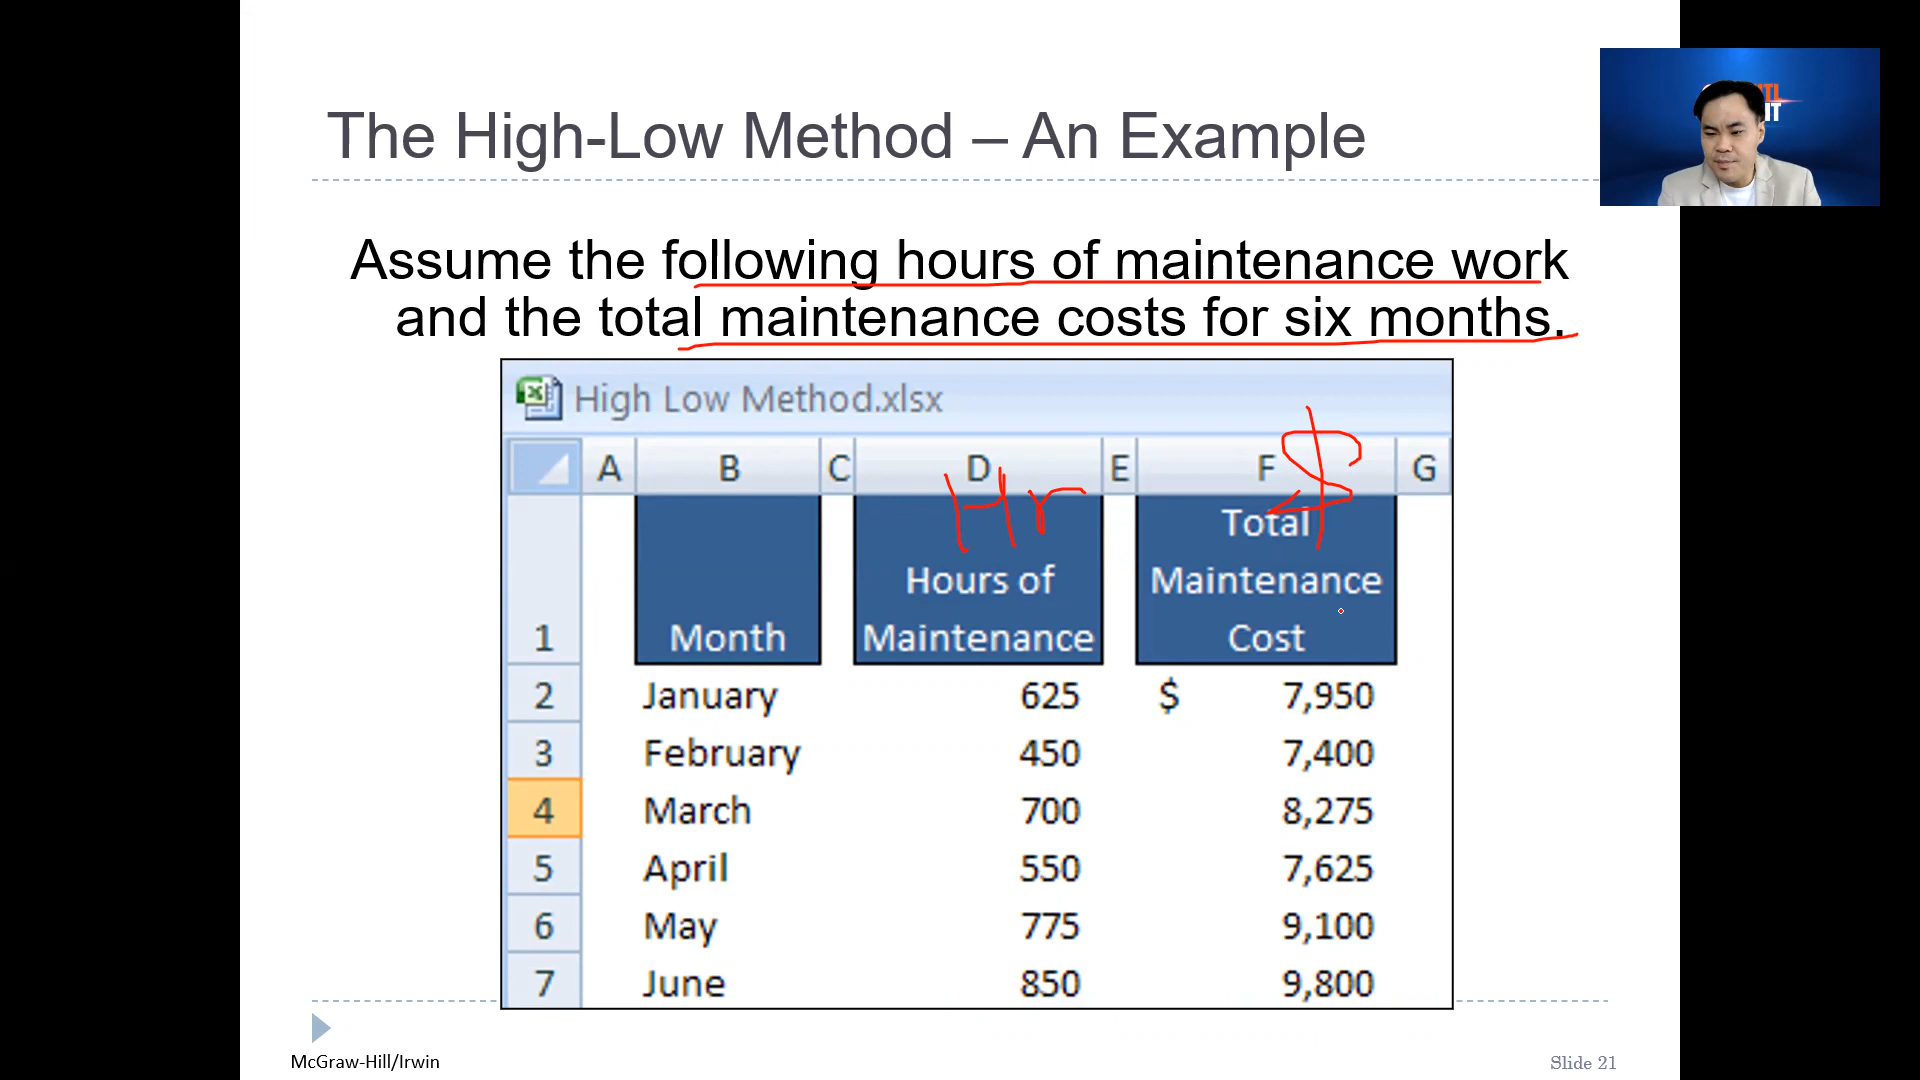 The High-Low Method – An Example
Assume the following hours of maintenance work
and the total maintenance costs for six months.
High Low Method.xlsx
A B C D E F G
Hr $
1 Month Hours of Maintenance Total Maintenance Cost
2 January 625 $ 7,950
3 February 450 7,400
4 March 700 8,275
5 April 550 7,625
6 May 775 9,100
7 June 850 9,800
McGraw-Hill/Irwin
Slide 21